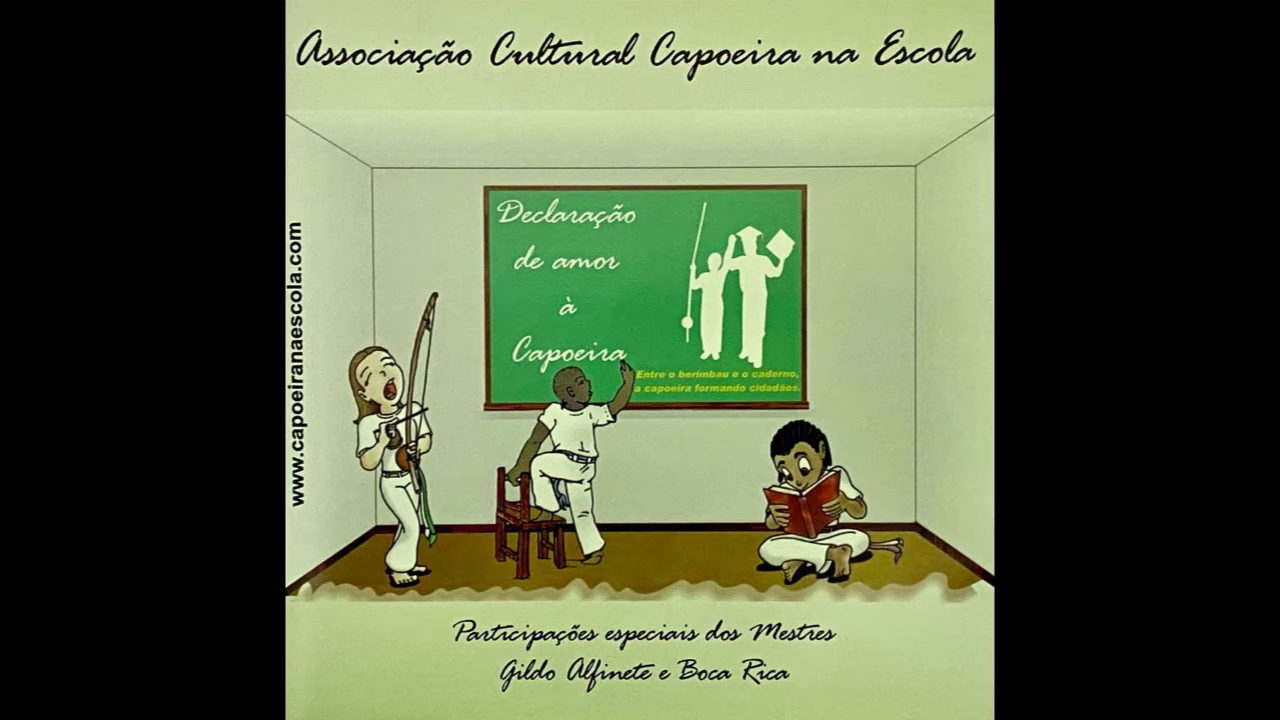 Associação Cultural Capoeira na Escola
www.capoeiranaescola.com
Declaração
de amor
à
Capoeira
Entre o berimbau e o caderno,
a capoeira formando cidadãos.
Participações especiais dos Mestres
Gildo Alfinete e Boca Rica